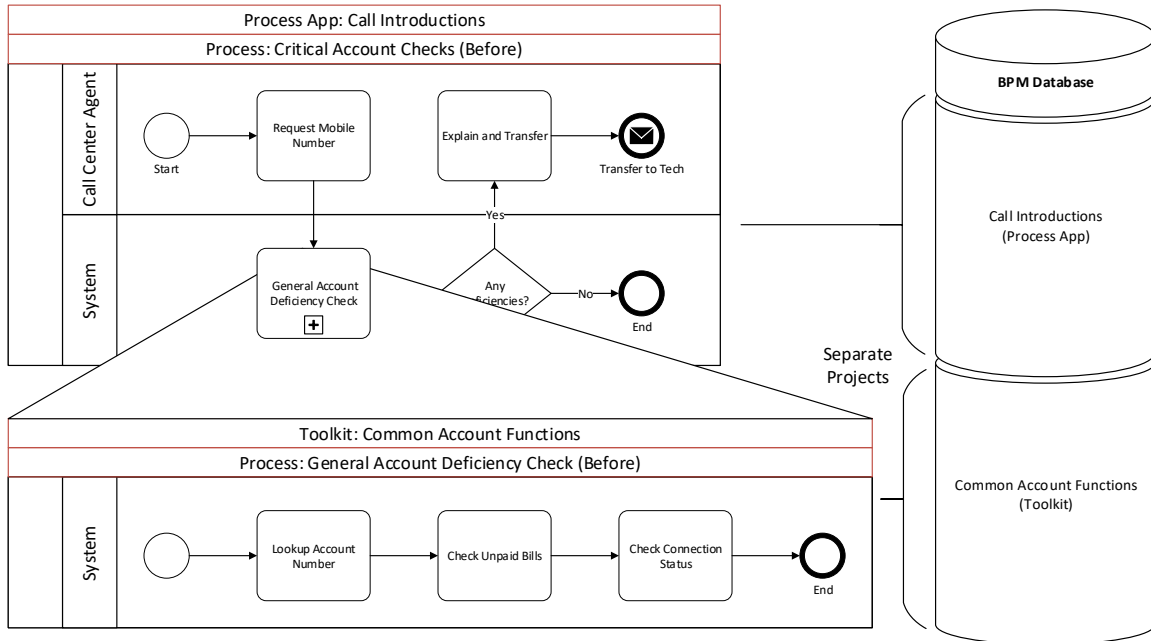 Process App: Call Introductions
Process: Critical Account Checks (Before)
Call Center Agent
Start
Request Mobile
Number
Explain and Transfer
Transfer to Tech
Yes
System
General Account
Deficiency Check
Any
No
End
BPM Database
Call Introductions
(Process App)
Separate
Projects
Toolkit: Common Account Functions
Process: General Account Deficiency Check (Before)
System
Lookup Account
Number
Check Unpaid Bills
Check Connection
Status
End
Common Account Functions
(Toolkit)